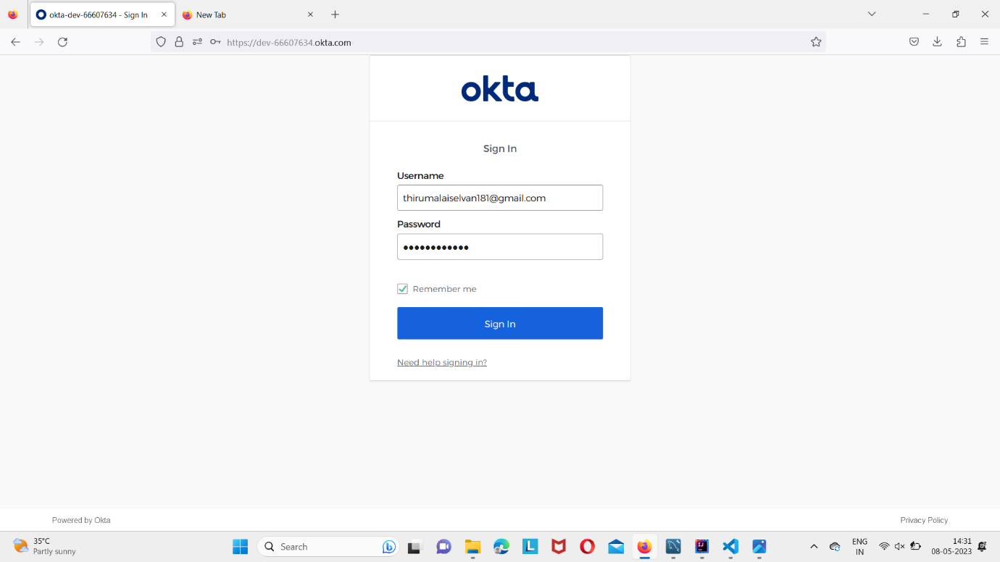 okta-dev-66607634 - Sign In
New Tab
https://dev-66607634.okta.com
okta
Sign In
Username
thirumalaiselvan181@gmail.com
Password
••••••••••••
Remember me
Sign In
Need help signing in?
Powered by Okta
Privacy Policy
35°C
Partly sunny
Search
ENG
IN
14:31
08-05-2023